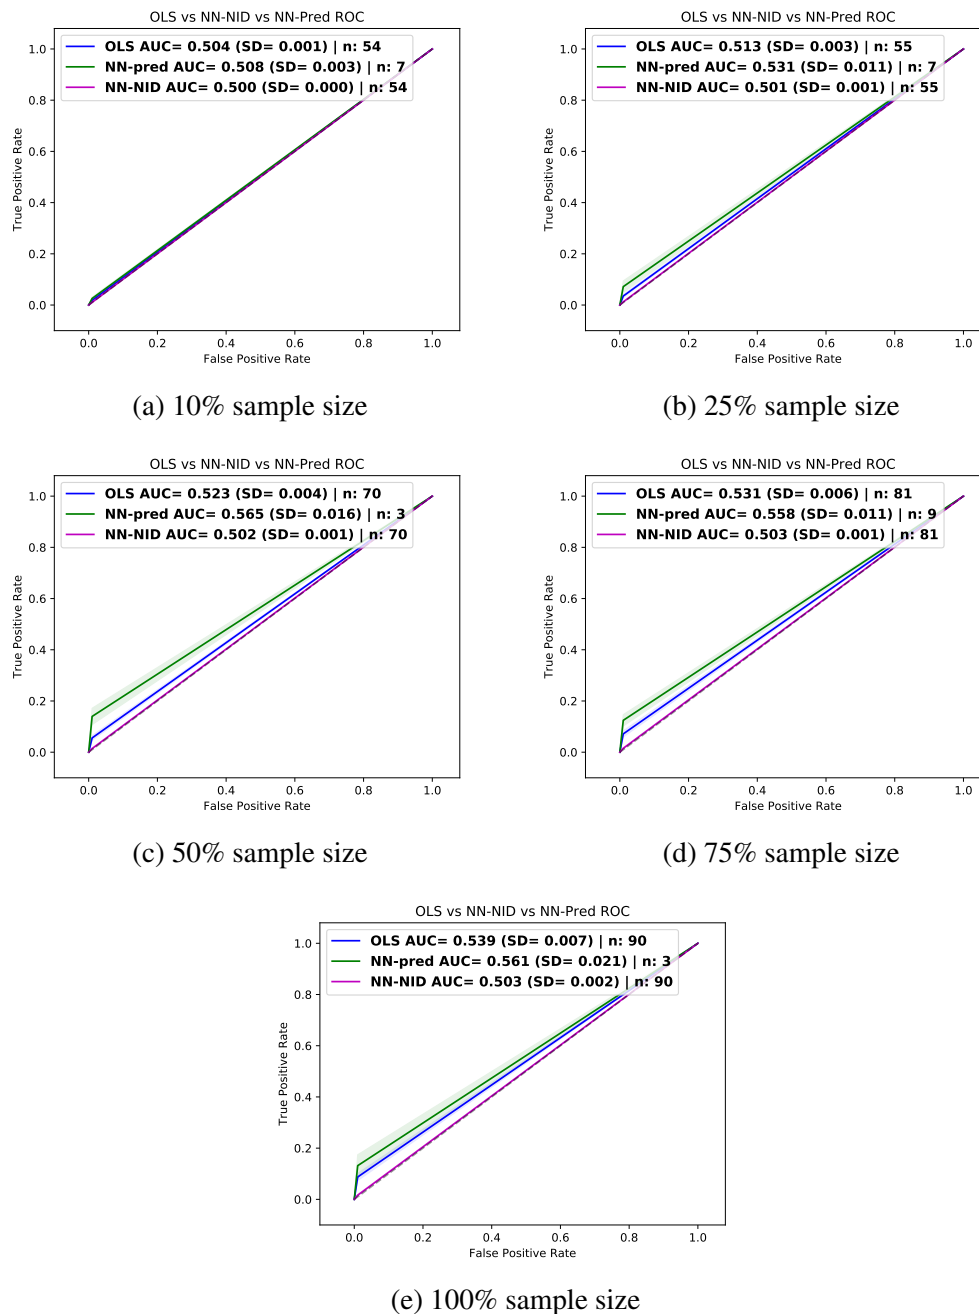 OLS vs NN-NID vs NN-Pred ROC
OLS AUC= 0.504 (SD= 0.001) | n: 54
NN-pred AUC= 0.508 (SD= 0.003) | n: 7
NN-NID AUC= 0.500 (SD= 0.000) | n: 54
True Positive Rate
1.0
0.8
0.6
0.4
0.2
0.0
0.0 0.2 0.4 0.6 0.8 1.0
False Positive Rate
(a) 10% sample size
OLS vs NN-NID vs NN-Pred ROC
OLS AUC= 0.513 (SD= 0.003) | n: 55
NN-pred AUC= 0.531 (SD= 0.011) | n: 7
NN-NID AUC= 0.501 (SD= 0.001) | n: 55
True Positive Rate
1.0
0.8
0.6
0.4
0.2
0.0
0.0 0.2 0.4 0.6 0.8 1.0
False Positive Rate
(b) 25% sample size
OLS vs NN-NID vs NN-Pred ROC
OLS AUC= 0.523 (SD= 0.004) | n: 70
NN-pred AUC= 0.565 (SD= 0.016) | n: 3
NN-NID AUC= 0.502 (SD= 0.001) | n: 70
True Positive Rate
1.0
0.8
0.6
0.4
0.2
0.0
0.0 0.2 0.4 0.6 0.8 1.0
False Positive Rate
(c) 50% sample size
OLS vs NN-NID vs NN-Pred ROC
OLS AUC= 0.531 (SD= 0.006) | n: 81
NN-pred AUC= 0.558 (SD= 0.011) | n: 9
NN-NID AUC= 0.503 (SD= 0.001) | n: 81
True Positive Rate
1.0
0.8
0.6
0.4
0.2
0.0
0.0 0.2 0.4 0.6 0.8 1.0
False Positive Rate
(d) 75% sample size
OLS vs NN-NID vs NN-Pred ROC
OLS AUC= 0.539 (SD= 0.007) | n: 90
NN-pred AUC= 0.561 (SD= 0.021) | n: 3
NN-NID AUC= 0.503 (SD= 0.002) | n: 90
True Positive Rate
1.0
0.8
0.6
0.4
0.2
0.0
0.0 0.2 0.4 0.6 0.8 1.0
False Positive Rate
(e) 100% sample size